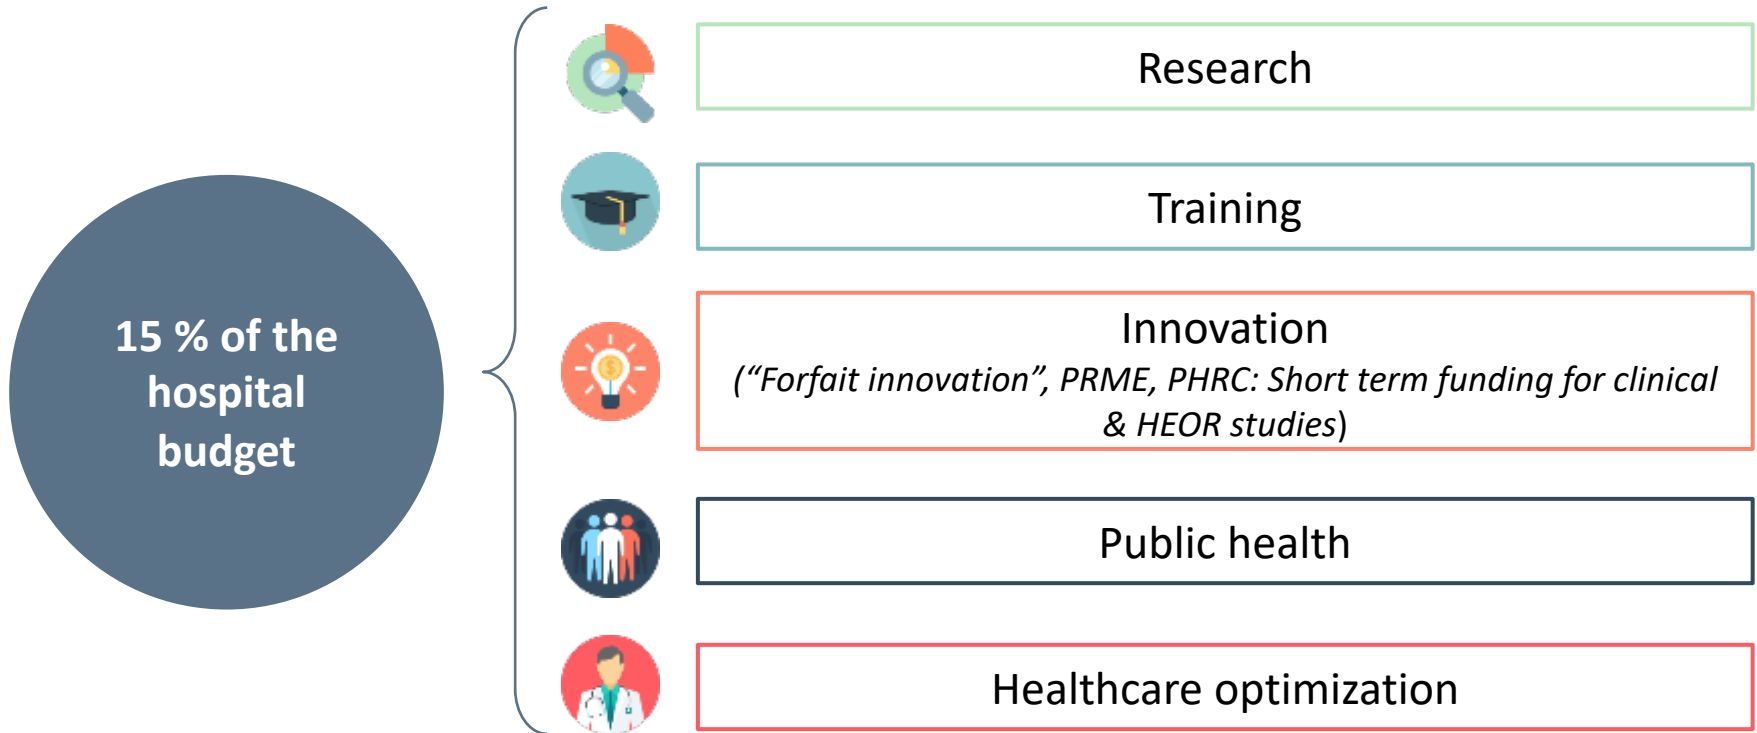 15 % of the
hospital
budget
Research
Training
Innovation
(“Forfait innovation”, PRME, PHRC: Short term funding for clinical
& HEOR studies)
Public health
Healthcare optimization